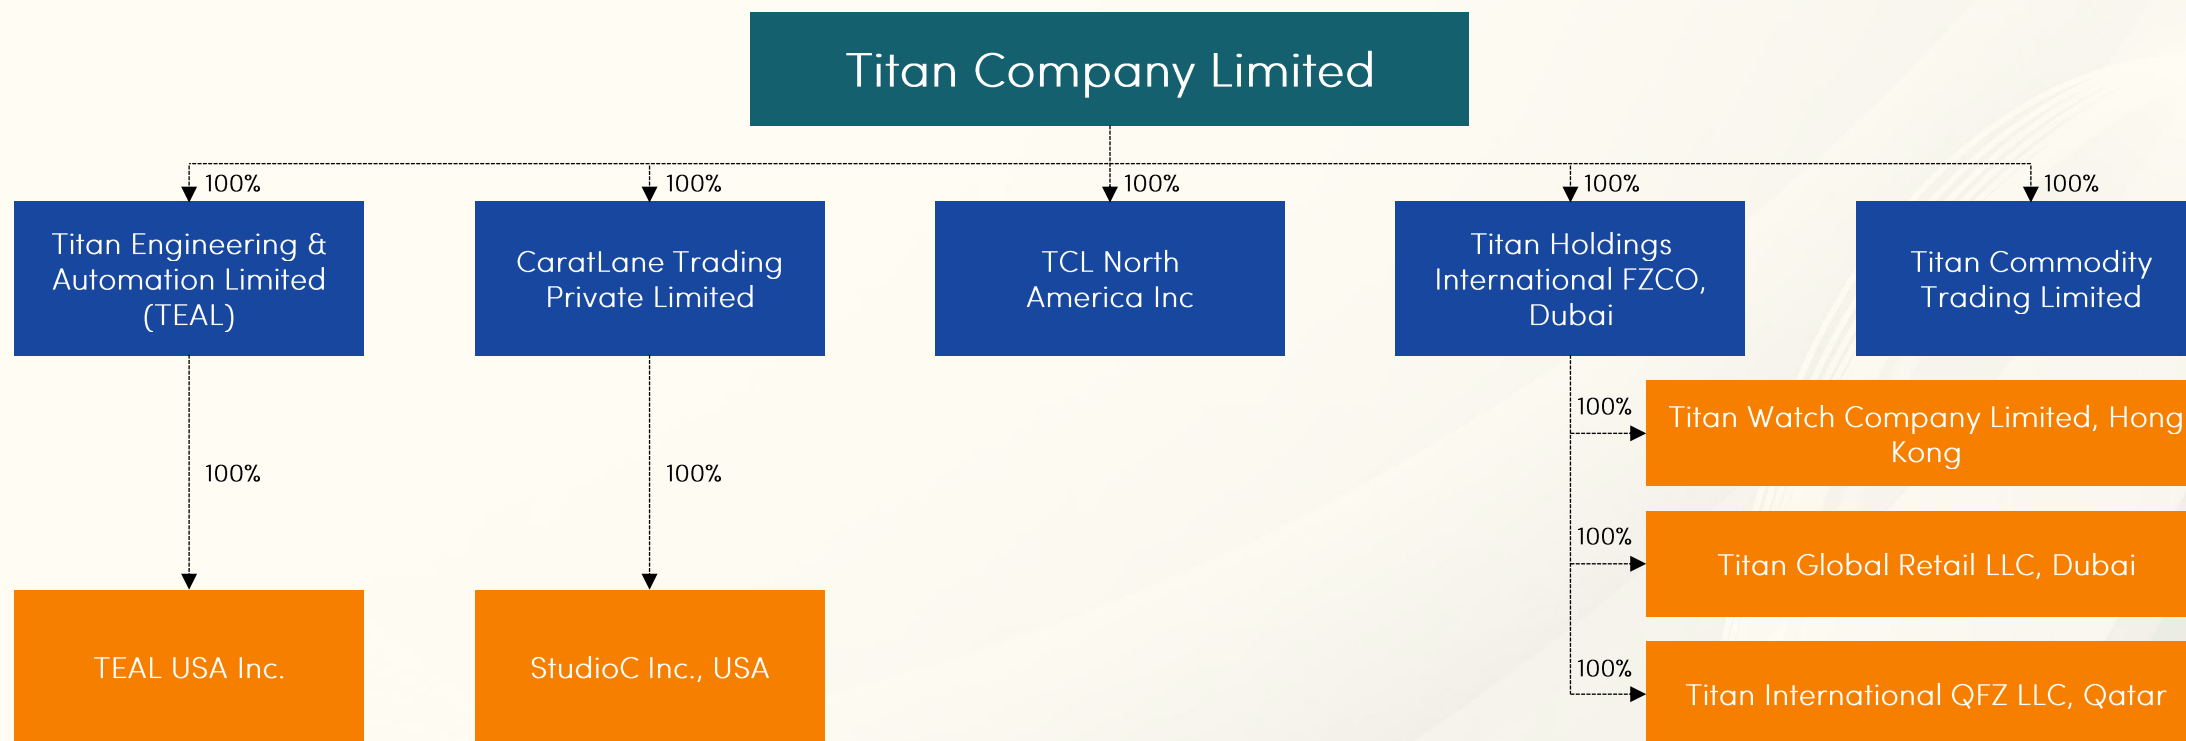 Titan Company Limited
100%
100%
100%
100%
100%
Titan Engineering &
Automation Limited
(TEAL)
CaratLane Trading
Private Limited
TCL North
America Inc
Titan Holdings
International FZCO,
Dubai
Titan Commodity
Trading Limited
100%
Titan Watch Company Limited, Hong
Kong
100%
100%
100%
Titan Global Retail LLC, Dubai
TEAL USA Inc.
StudioC Inc., USA
100%
Titan International QFZ LLC, Qatar